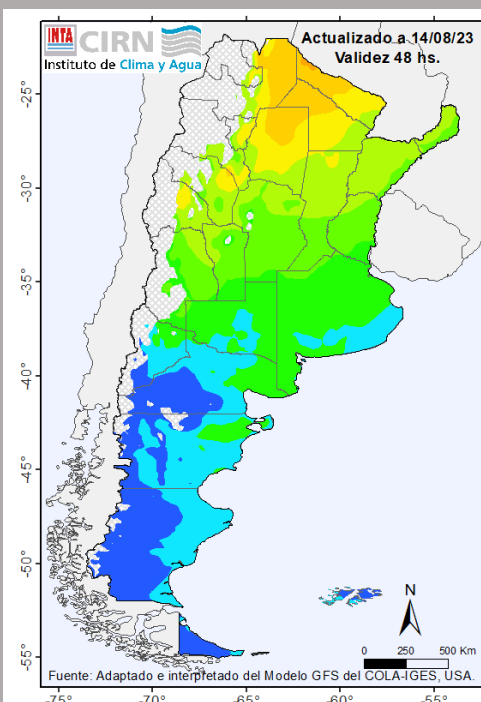 INTA CIRN
Instituto de Clima y Agua
Actualizado a 14/08/23
Validez 48 hs.
-25°
-30°
-35°
-40°
-45°
-50°
-55°
N
0 250 500 Km
Fuente: Adaptado e interpretado del Modelo GFS del COLA-IGES, USA.
-75° -70° -65° -60° -55°